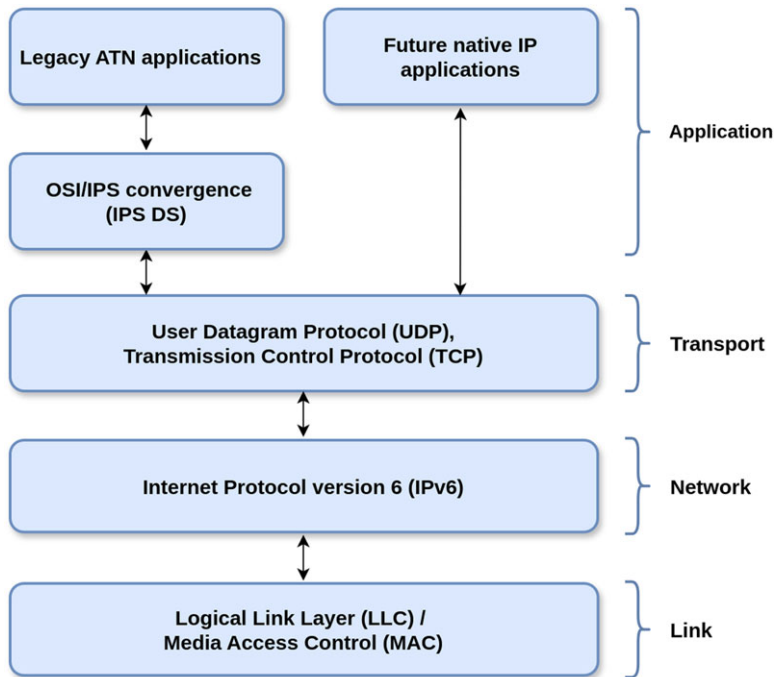 Legacy ATN applications
Future native IP
applications
Application
OSI/IPS convergence
(IPS DS)
User Datagram Protocol (UDP),
Transmission Control Protocol (TCP)
Transport
Internet Protocol version 6 (IPv6)
Network
Logical Link Layer (LLC) /
Media Access Control (MAC)
Link